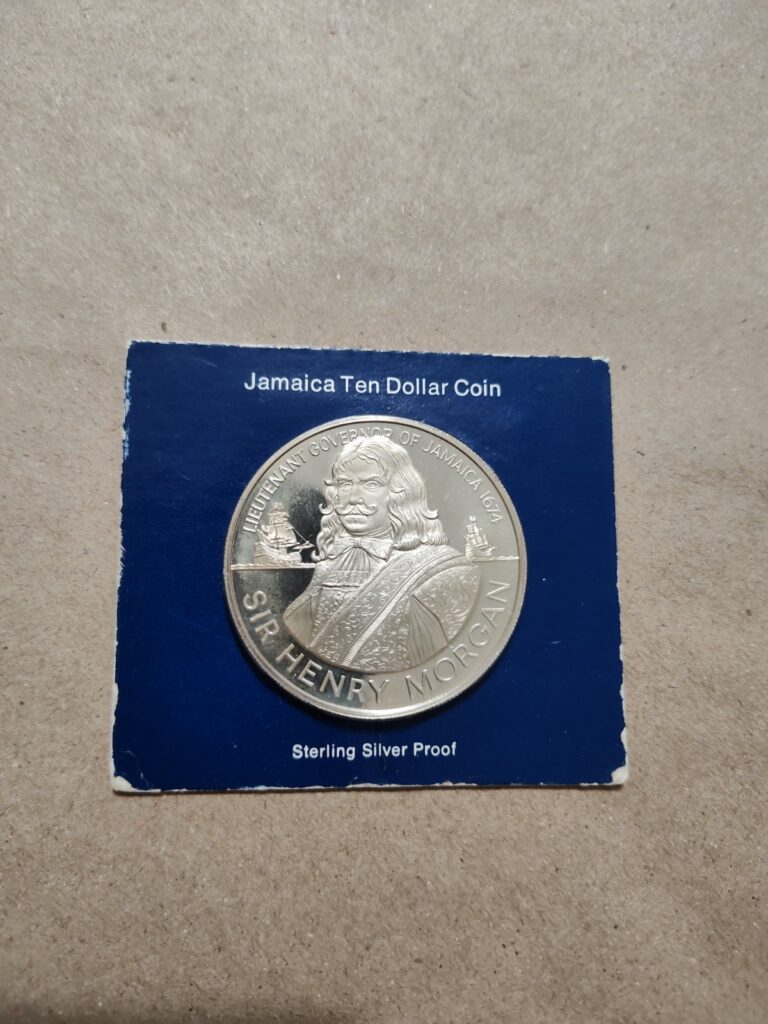 Jamaica Ten Dollar Coin
LIEUTENANT GOVERNOR OF JAMAICA 1674
SIR HENRY MORGAN
Sterling Silver Proof